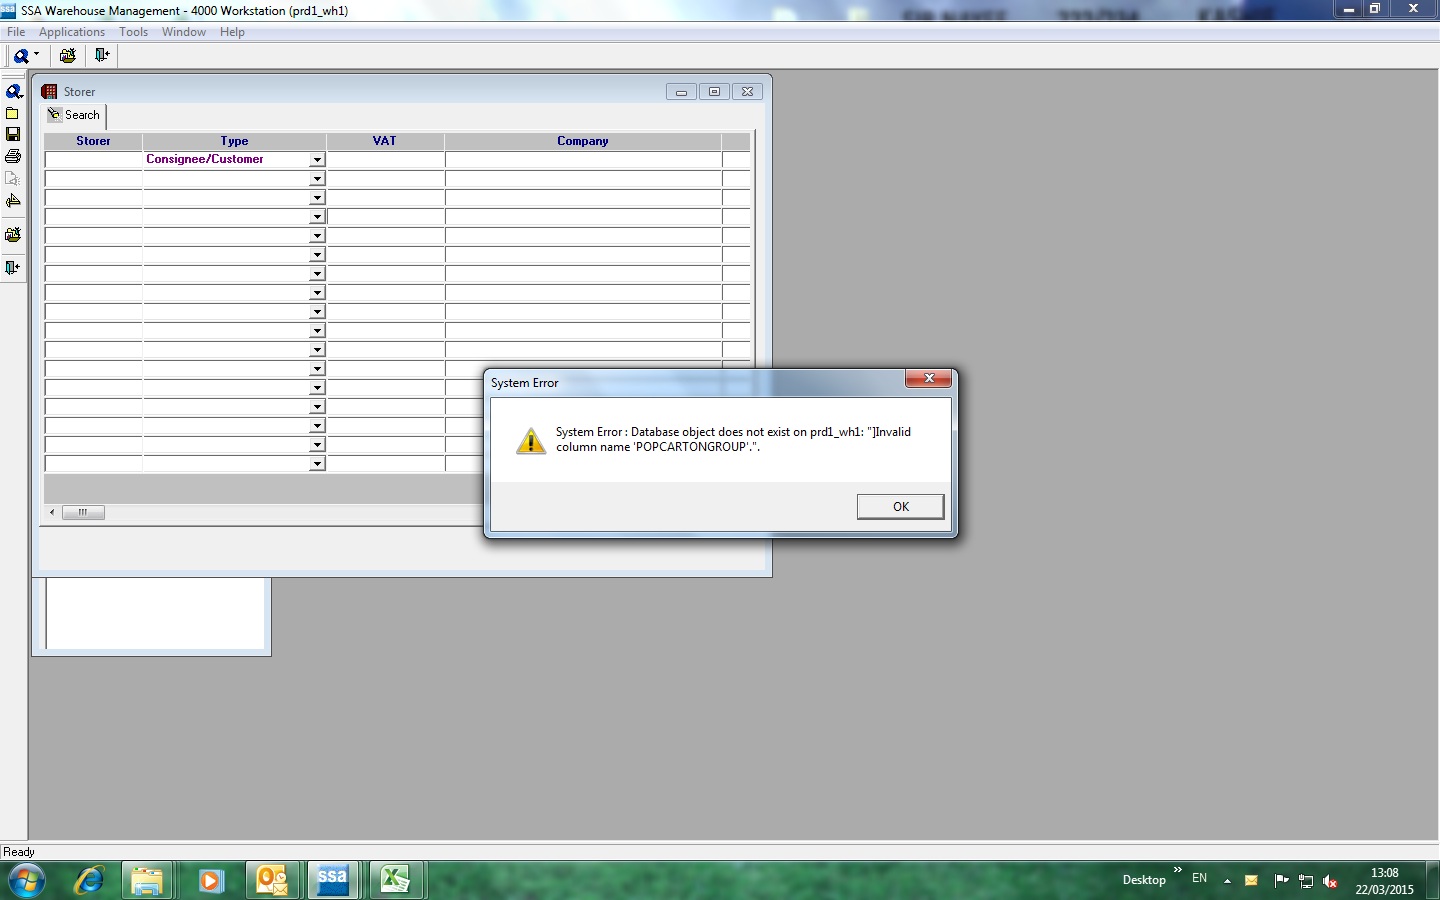 SSA Warehouse Management - 4000 Workstation (prd1_wh1)
File Applications Tools Window Help
Storer
Search
Storer Type VAT Company
Consignee/Customer
System Error
System Error : Database object does not exist on prd1_wh1: "]Invalid
column name 'POPCARTONGROUP'.".
OK
Ready
ssa
Desktop
EN
13:08
22/03/2015